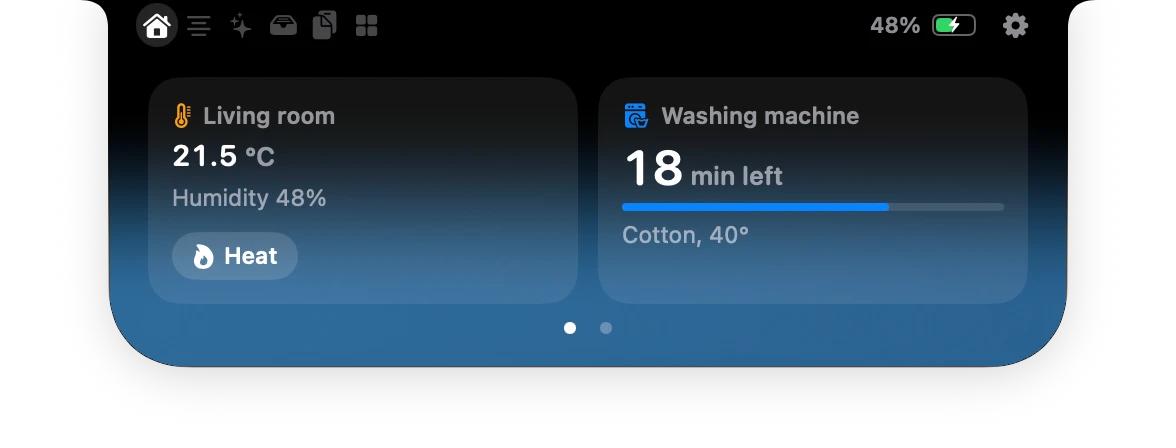 48%
Living room
21.5 °C
Humidity 48%
Heat
Washing machine
18 min left
Cotton, 40°